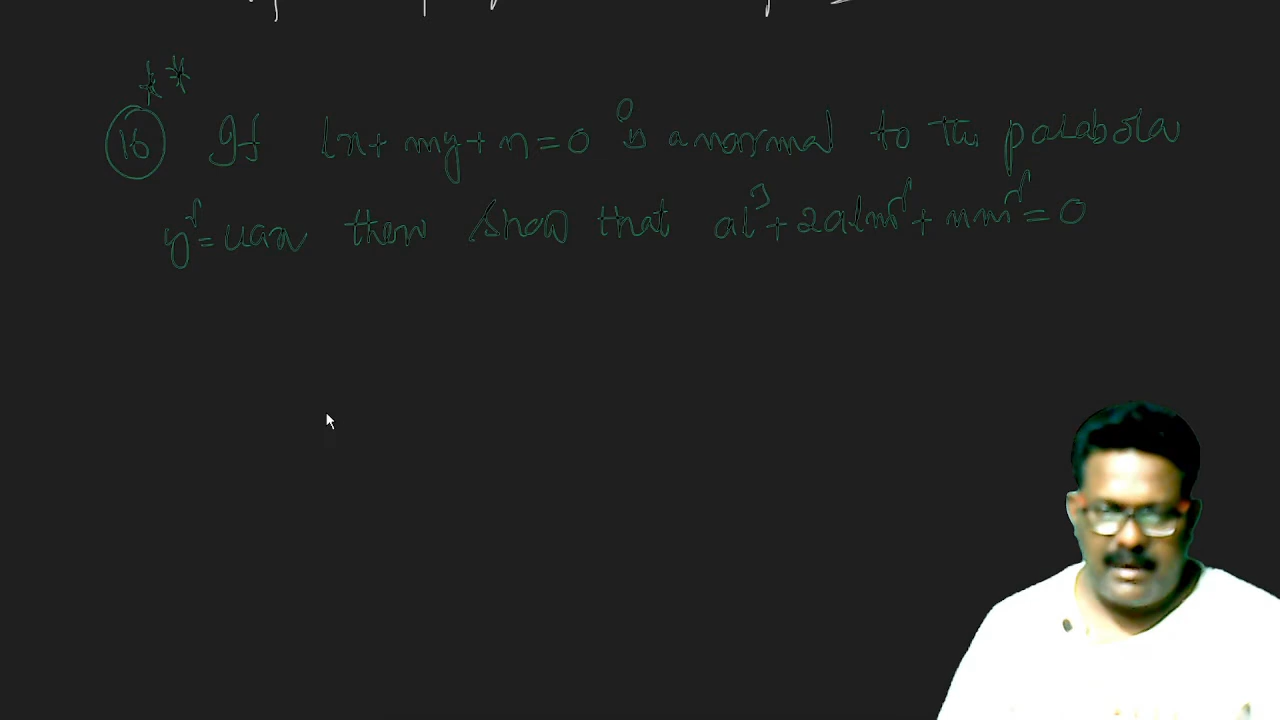 ** 
16 If lx + my + n = 0 is a normal to the parabola
y² = 4ax then show that al³ + 2alm² + nm² = 0